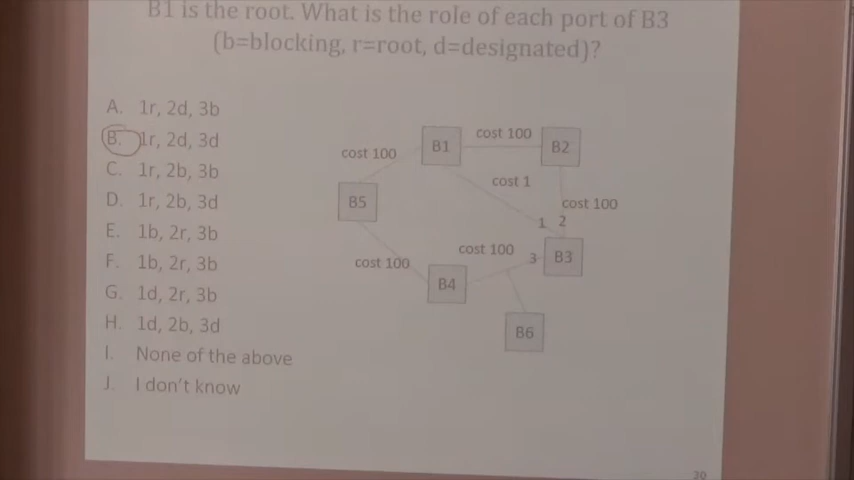 B1 is the root. What is the role of each port of B3
(b=blocking, r=root, d=designated)?
A. 1r, 2d, 3b
B. 1r, 2d, 3d
C. 1r, 2b, 3b
D. 1r, 2b, 3d
E. 1b, 2r, 3b
F. 1b, 2r, 3b
G. 1d, 2r, 3b
H. 1d, 2b, 3d
I. None of the above
J. I don't know
cost 100
B1
B2
cost 100
cost 1
B5
cost 100
1 2
cost 100
3
B3
cost 100
B4
B6
20